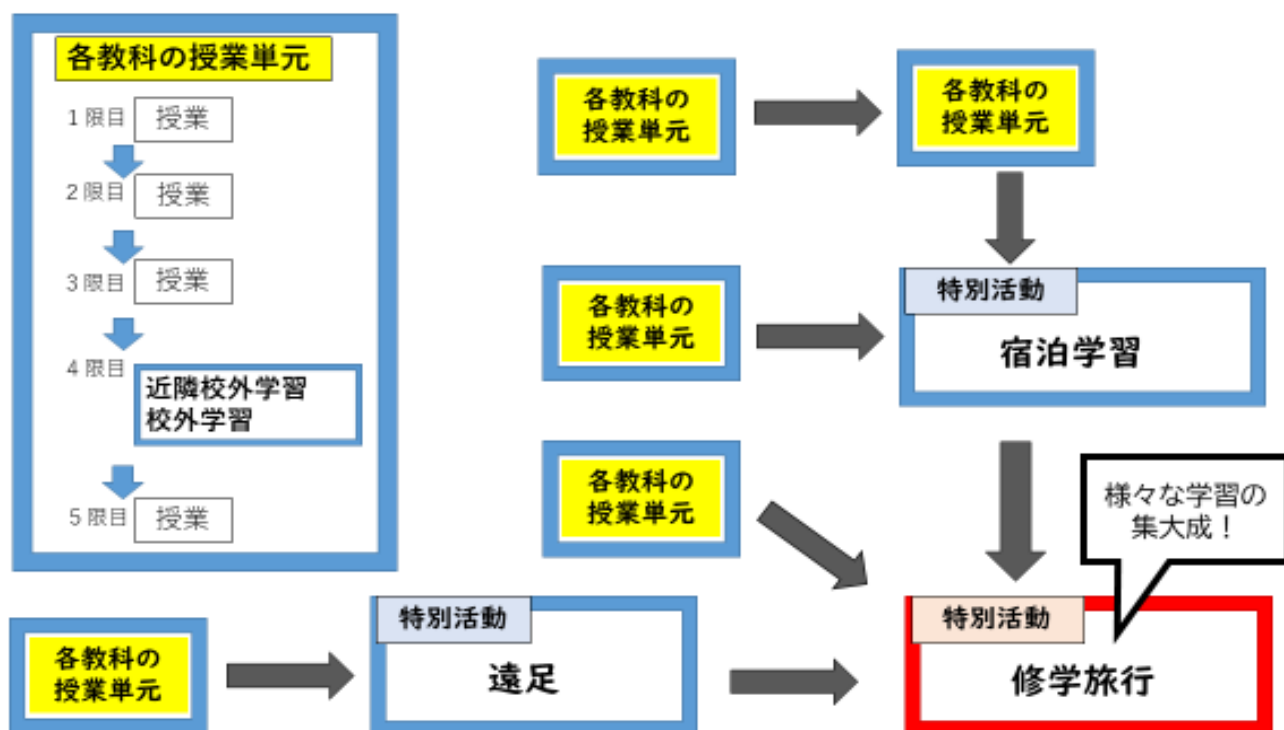 各教科の授業単元
1限目 授業
2限目 授業
3限目 授業
4限目
近隣校外学習
校外学習
5限目 授業
各教科の
授業単元
各教科の
授業単元
各教科の
授業単元
特別活動
宿泊学習
各教科の
授業単元
様々な学習の
集大成！
各教科の
授業単元
特別活動
遠足
特別活動
修学旅行